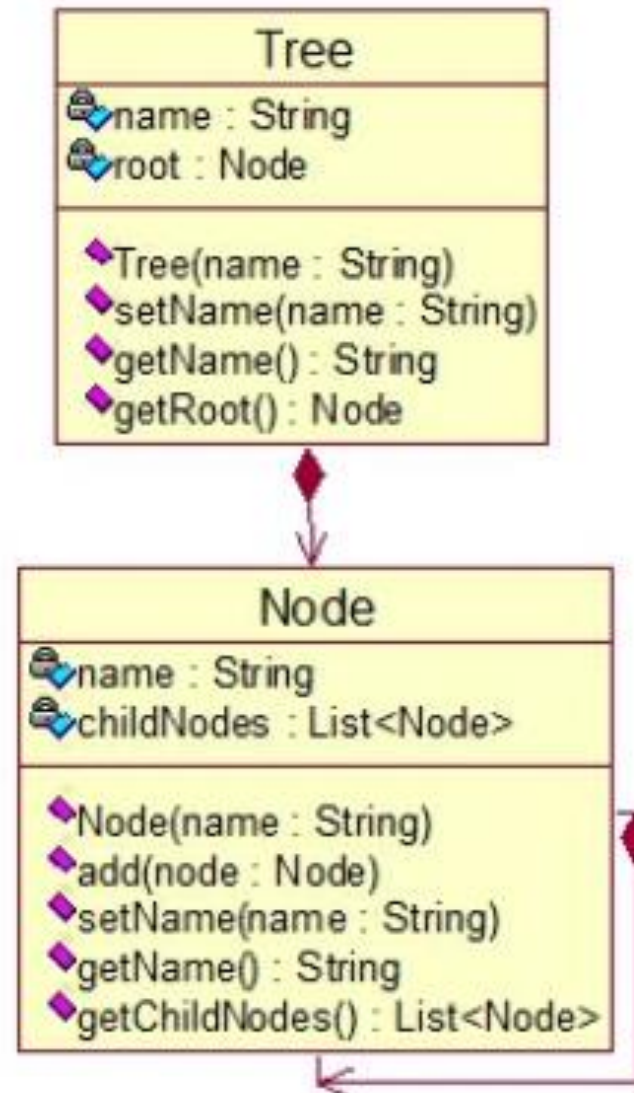 Tree
name : String
root : Node
Tree(name : String)
setName(name : String)
getName() : String
getRoot() : Node
Node
name : String
childNodes : List<Node>
Node(name : String)
add(node : Node)
setName(name : String)
getName() : String
getChildNodes() : List<Node>